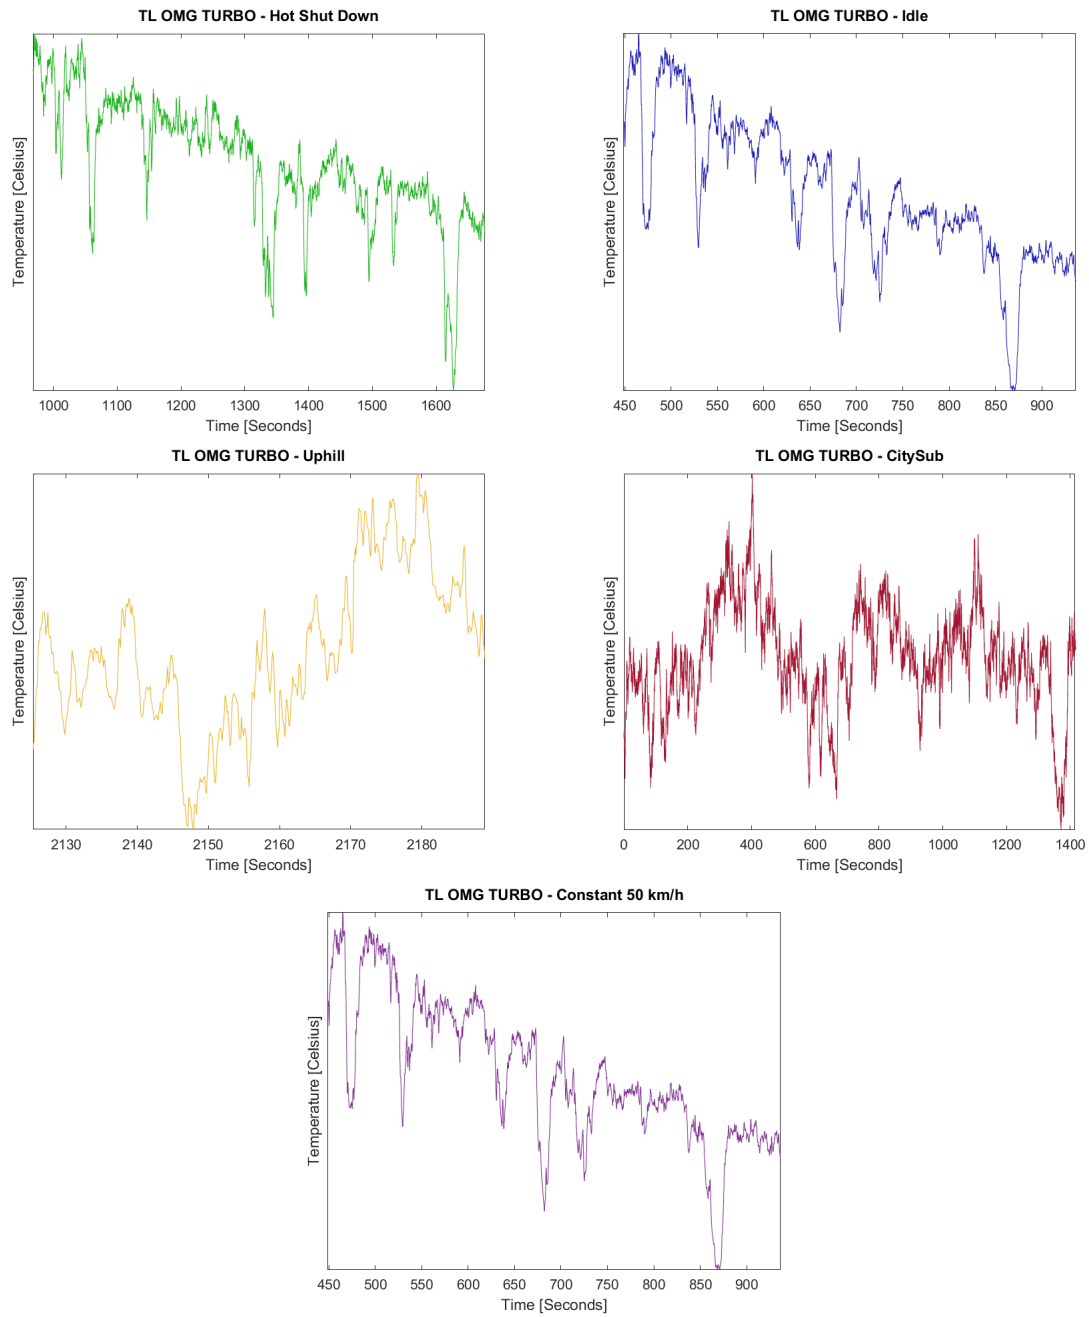 TL OMG TURBO - Hot Shut Down
Temperature [Celsius]
1000 1100 1200 1300 1400 1500 1600
Time [Seconds]
TL OMG TURBO - Idle
Temperature [Celsius]
450 500 550 600 650 700 750 800 850 900
Time [Seconds]
TL OMG TURBO - Uphill
Temperature [Celsius]
2130 2140 2150 2160 2170 2180
Time [Seconds]
TL OMG TURBO - CitySub
Temperature [Celsius]
0 200 400 600 800 1000 1200 1400
Time [Seconds]
TL OMG TURBO - Constant 50 km/h
Temperature [Celsius]
450 500 550 600 650 700 750 800 850 900
Time [Seconds]